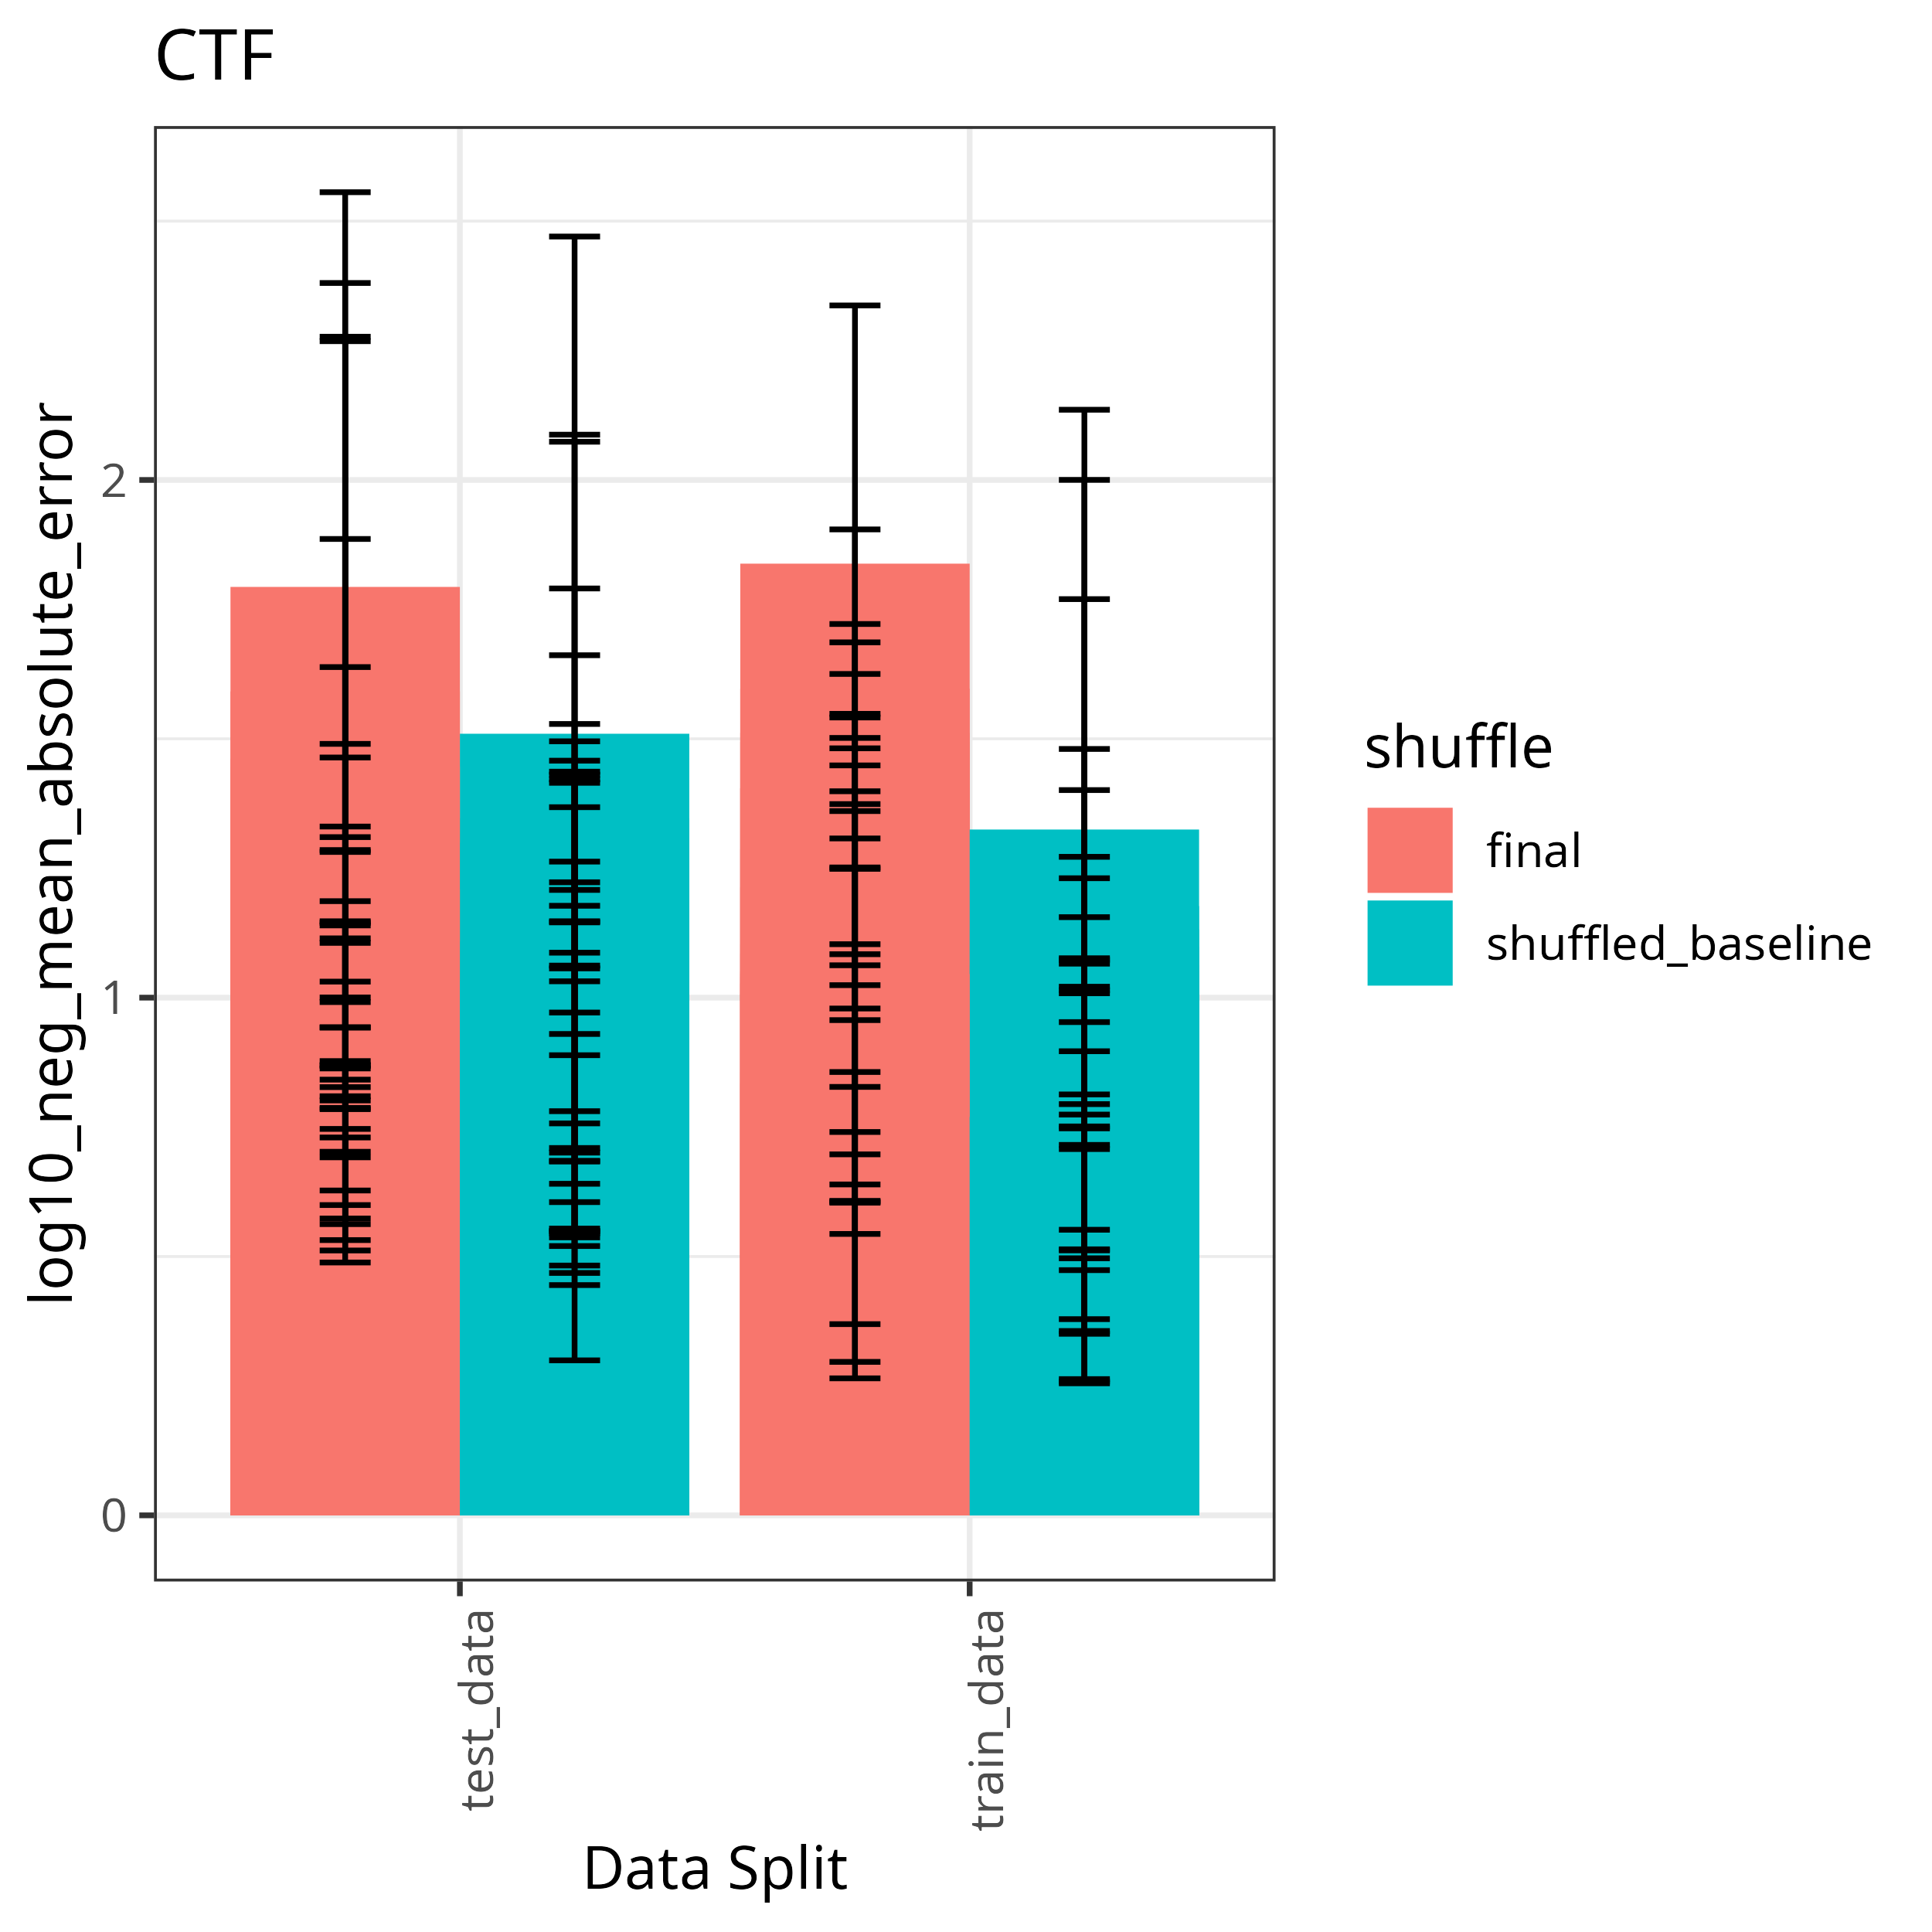 CTF
log10_neg_mean_absolute_error
2
1
0
test_data
train_data
Data Split
shuffle
final
shuffled_baseline